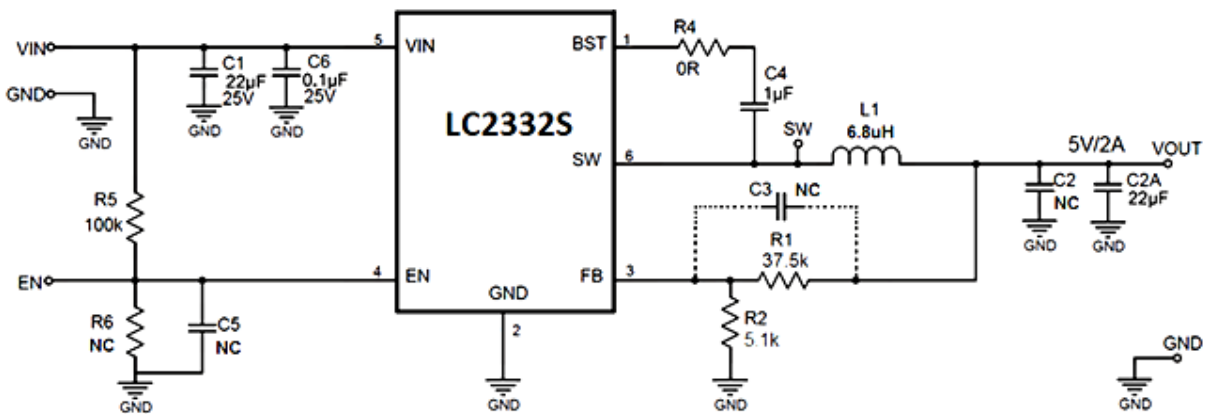 VIN
GND
GND
C1
22µF
25V
GND
C6
0.1µF
25V
GND
5
VIN
BST
1
R4
0R
C4
1µF
LC2332S
SW
6
SW
L1
6.8uH
5V/2A
VOUT
C2
NC
GND
C2A
22µF
GND
R5
100k
C3
NC
R1
37.5k
EN
4
EN
GND
2
FB
3
R6
NC
C5
NC
GND
GND
R2
5.1k
GND
GND
GND